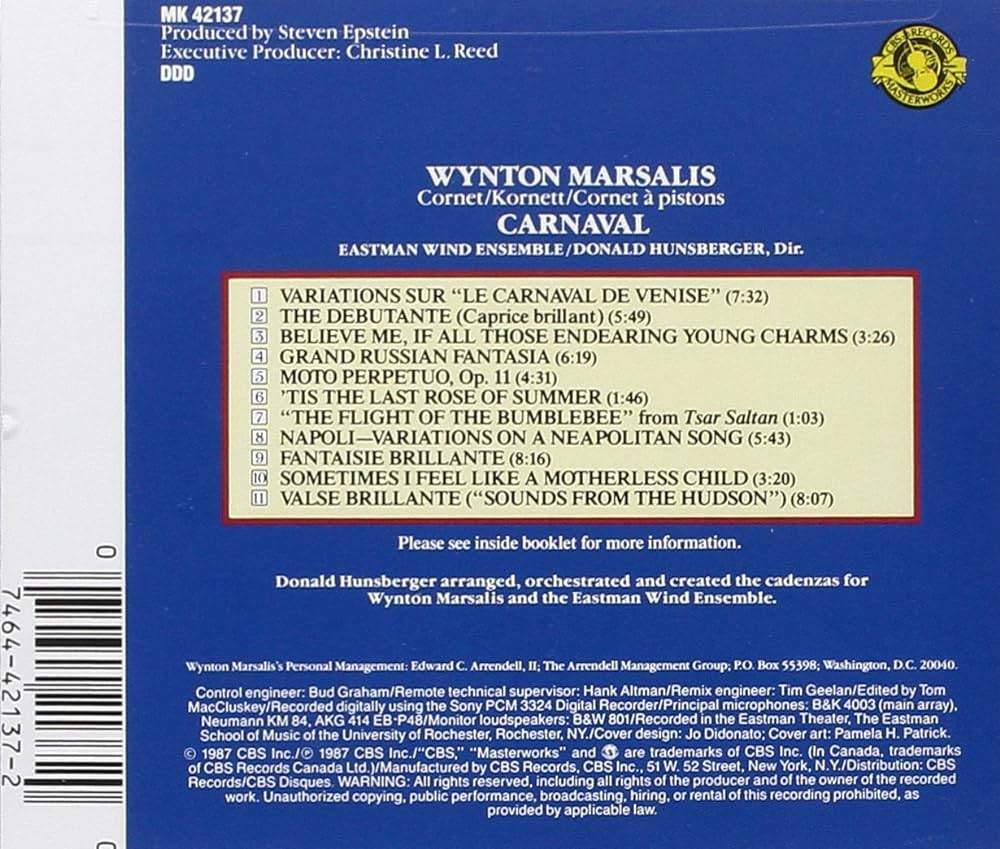 MK 42137
Produced by Steven Epstein
Executive Producer: Christine L. Reed
DDD
CBS RECORDS
MASTERWORKS
WYNTON MARSALIS
Cornet/Kornett/Cornet à pistons
CARNAVAL
EASTMAN WIND ENSEMBLE/DONALD HUNSBERGER, Dir.
1 VARIATIONS SUR “LE CARNAVAL DE VENISE” (7:32)
2 THE DEBUTANTE (Caprice brillant) (5:49)
3 BELIEVE ME, IF ALL THOSE ENDEARING YOUNG CHARMS (3:26)
4 GRAND RUSSIAN FANTASIA (6:19)
5 MOTO PERPETUO, Op. 11 (4:31)
6 ’TIS THE LAST ROSE OF SUMMER (1:46)
7 “THE FLIGHT OF THE BUMBLEBEE” from Tsar Saltan (1:03)
8 NAPOLI—VARIATIONS ON A NEAPOLITAN SONG (5:43)
9 FANTAISIE BRILLANTE (8:16)
10 SOMETIMES I FEEL LIKE A MOTHERLESS CHILD (3:20)
11 VALSE BRILLANTE (“SOUNDS FROM THE HUDSON”) (8:07)
Please see inside booklet for more information.
Donald Hunsberger arranged, orchestrated and created the cadenzas for
Wynton Marsalis and the Eastman Wind Ensemble.
Wynton Marsalis's Personal Management: Edward C. Arrendell, II; The Arrendell Management Group; P.O. Box 55398; Washington, D.C. 20040.
Control engineer: Bud Graham/Remote technical supervisor: Hank Altman/Remix engineer: Tim Geelan/Edited by Tom
MacCluskey/Recorded digitally using the Sony PCM 3324 Digital Recorder/Principal microphones: B&K 4003 (main array),
Neumann KM 84, AKG 414 EB-P48/Monitor loudspeakers: B&W 801/Recorded in the Eastman Theater, The Eastman
School of Music of the University of Rochester, Rochester, N.Y./Cover design: Jo Didonato; Cover art: Pamela H. Patrick.
© 1987 CBS Inc./℗ 1987 CBS Inc./“CBS,” “Masterworks” and are trademarks of CBS Inc. (In Canada, trademarks
of CBS Records Canada Ltd.)/Manufactured by CBS Records, CBS Inc., 51 W. 52 Street, New York, N.Y./Distribution: CBS
Records/CBS Disques. WARNING: All rights reserved, including all rights of the producer and of the owner of the recorded
work. Unauthorized copying, public performance, broadcasting, hiring, or rental of this recording prohibited, as
provided by applicable law.
0
7464-42137-2
0